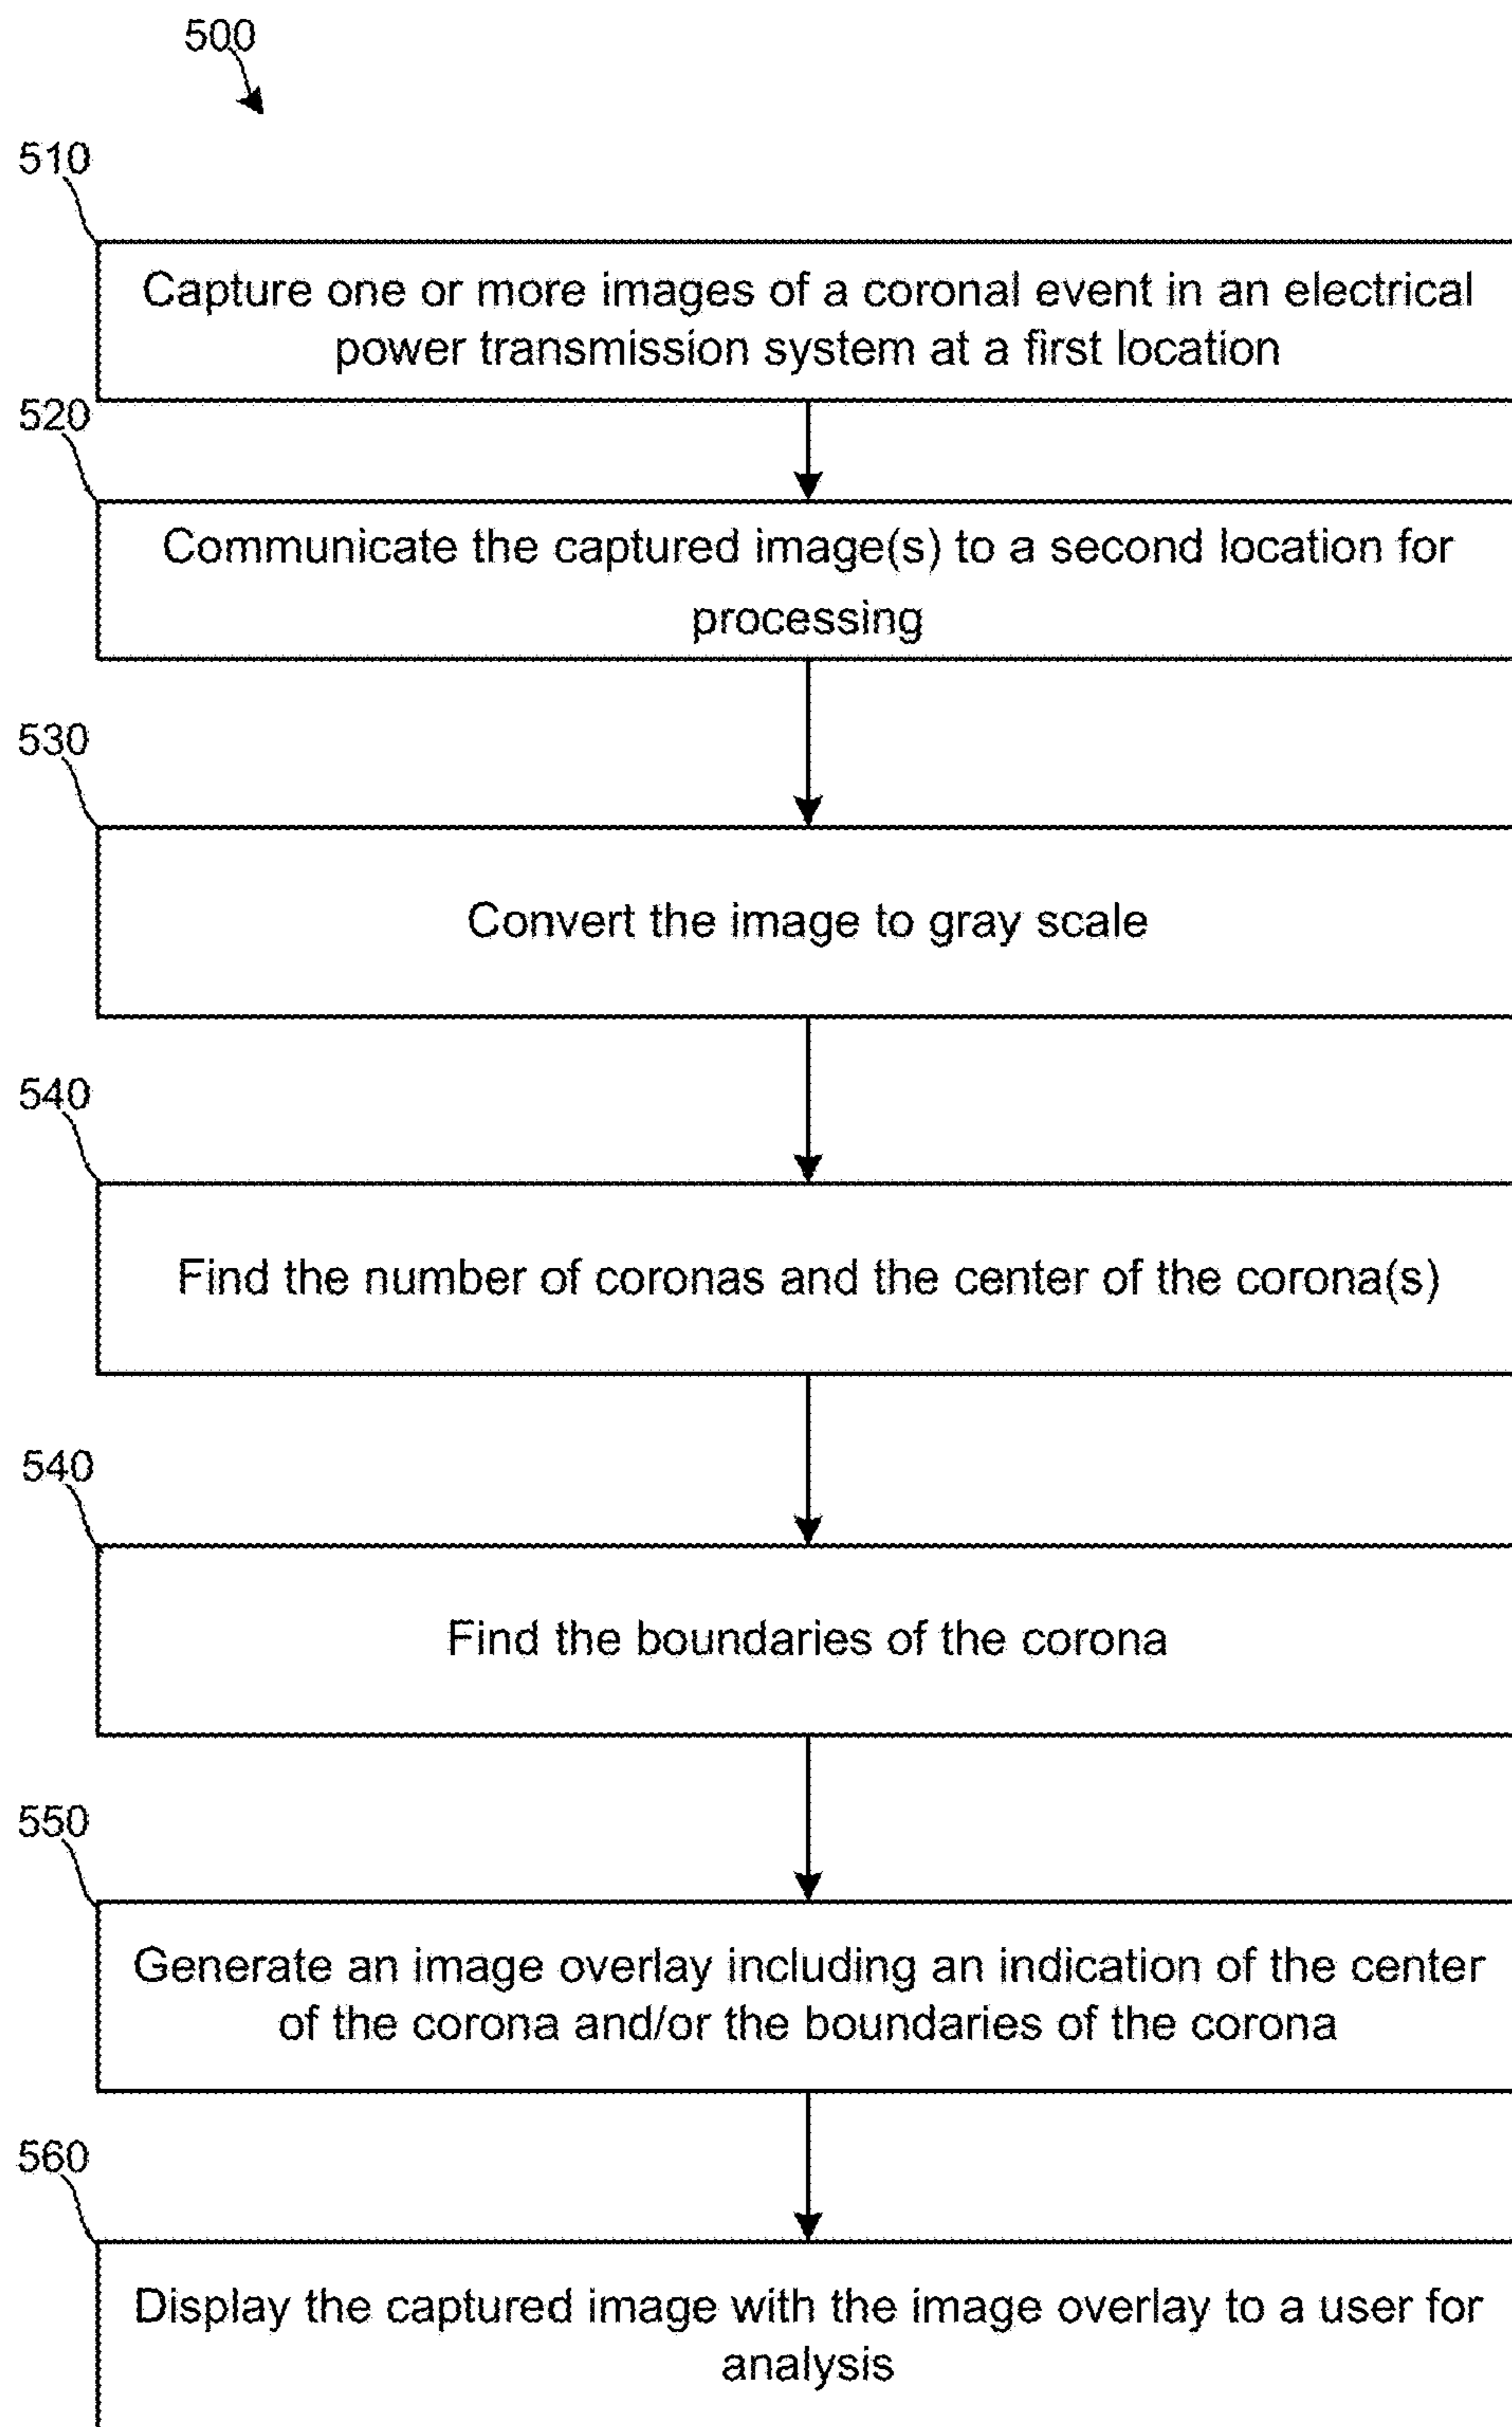 500
510
Capture one or more images of a coronal event in an electrical
power transmission system at a first location
520
Communicate the captured image(s) to a second location for
processing
530
Convert the image to gray scale
540
Find the number of coronas and the center of the corona(s)
540
Find the boundaries of the corona
550
Generate an image overlay including an indication of the center
of the corona and/or the boundaries of the corona
560
Display the captured image with the image overlay to a user for
analysis